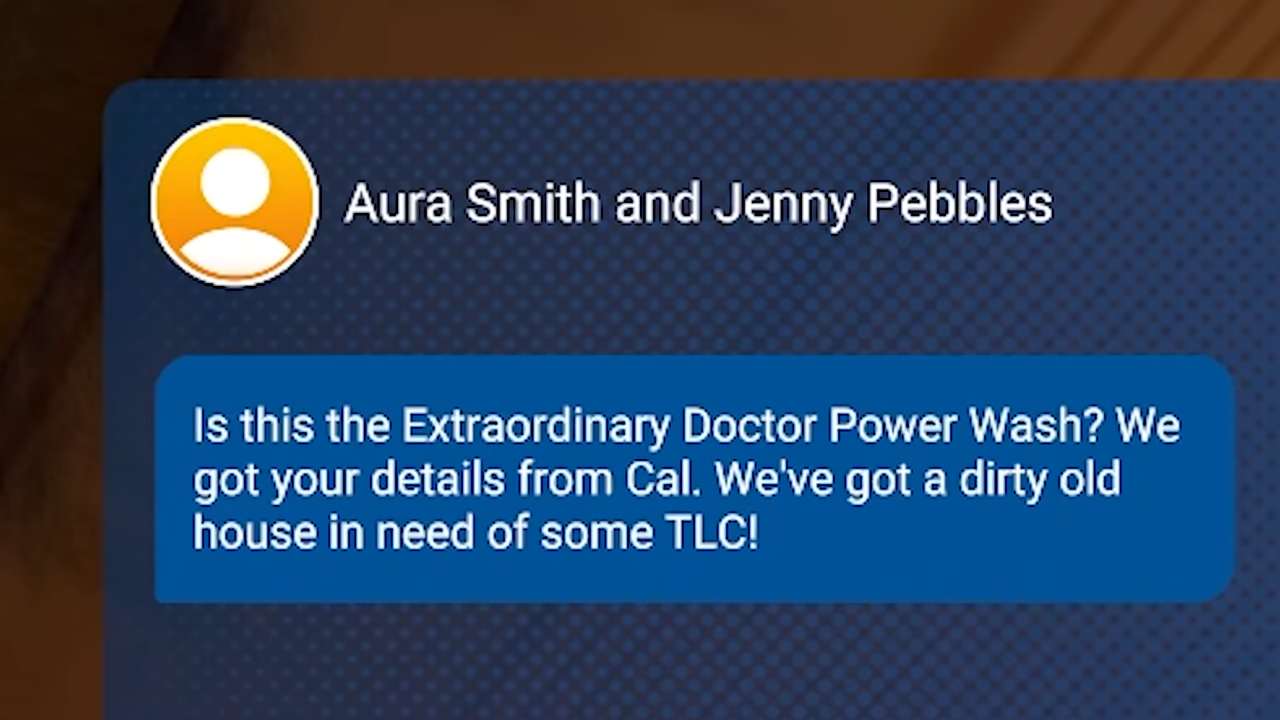 Aura Smith and Jenny Pebbles
Is this the Extraordinary Doctor Power Wash? We
got your details from Cal. We've got a dirty old
house in need of some TLC!